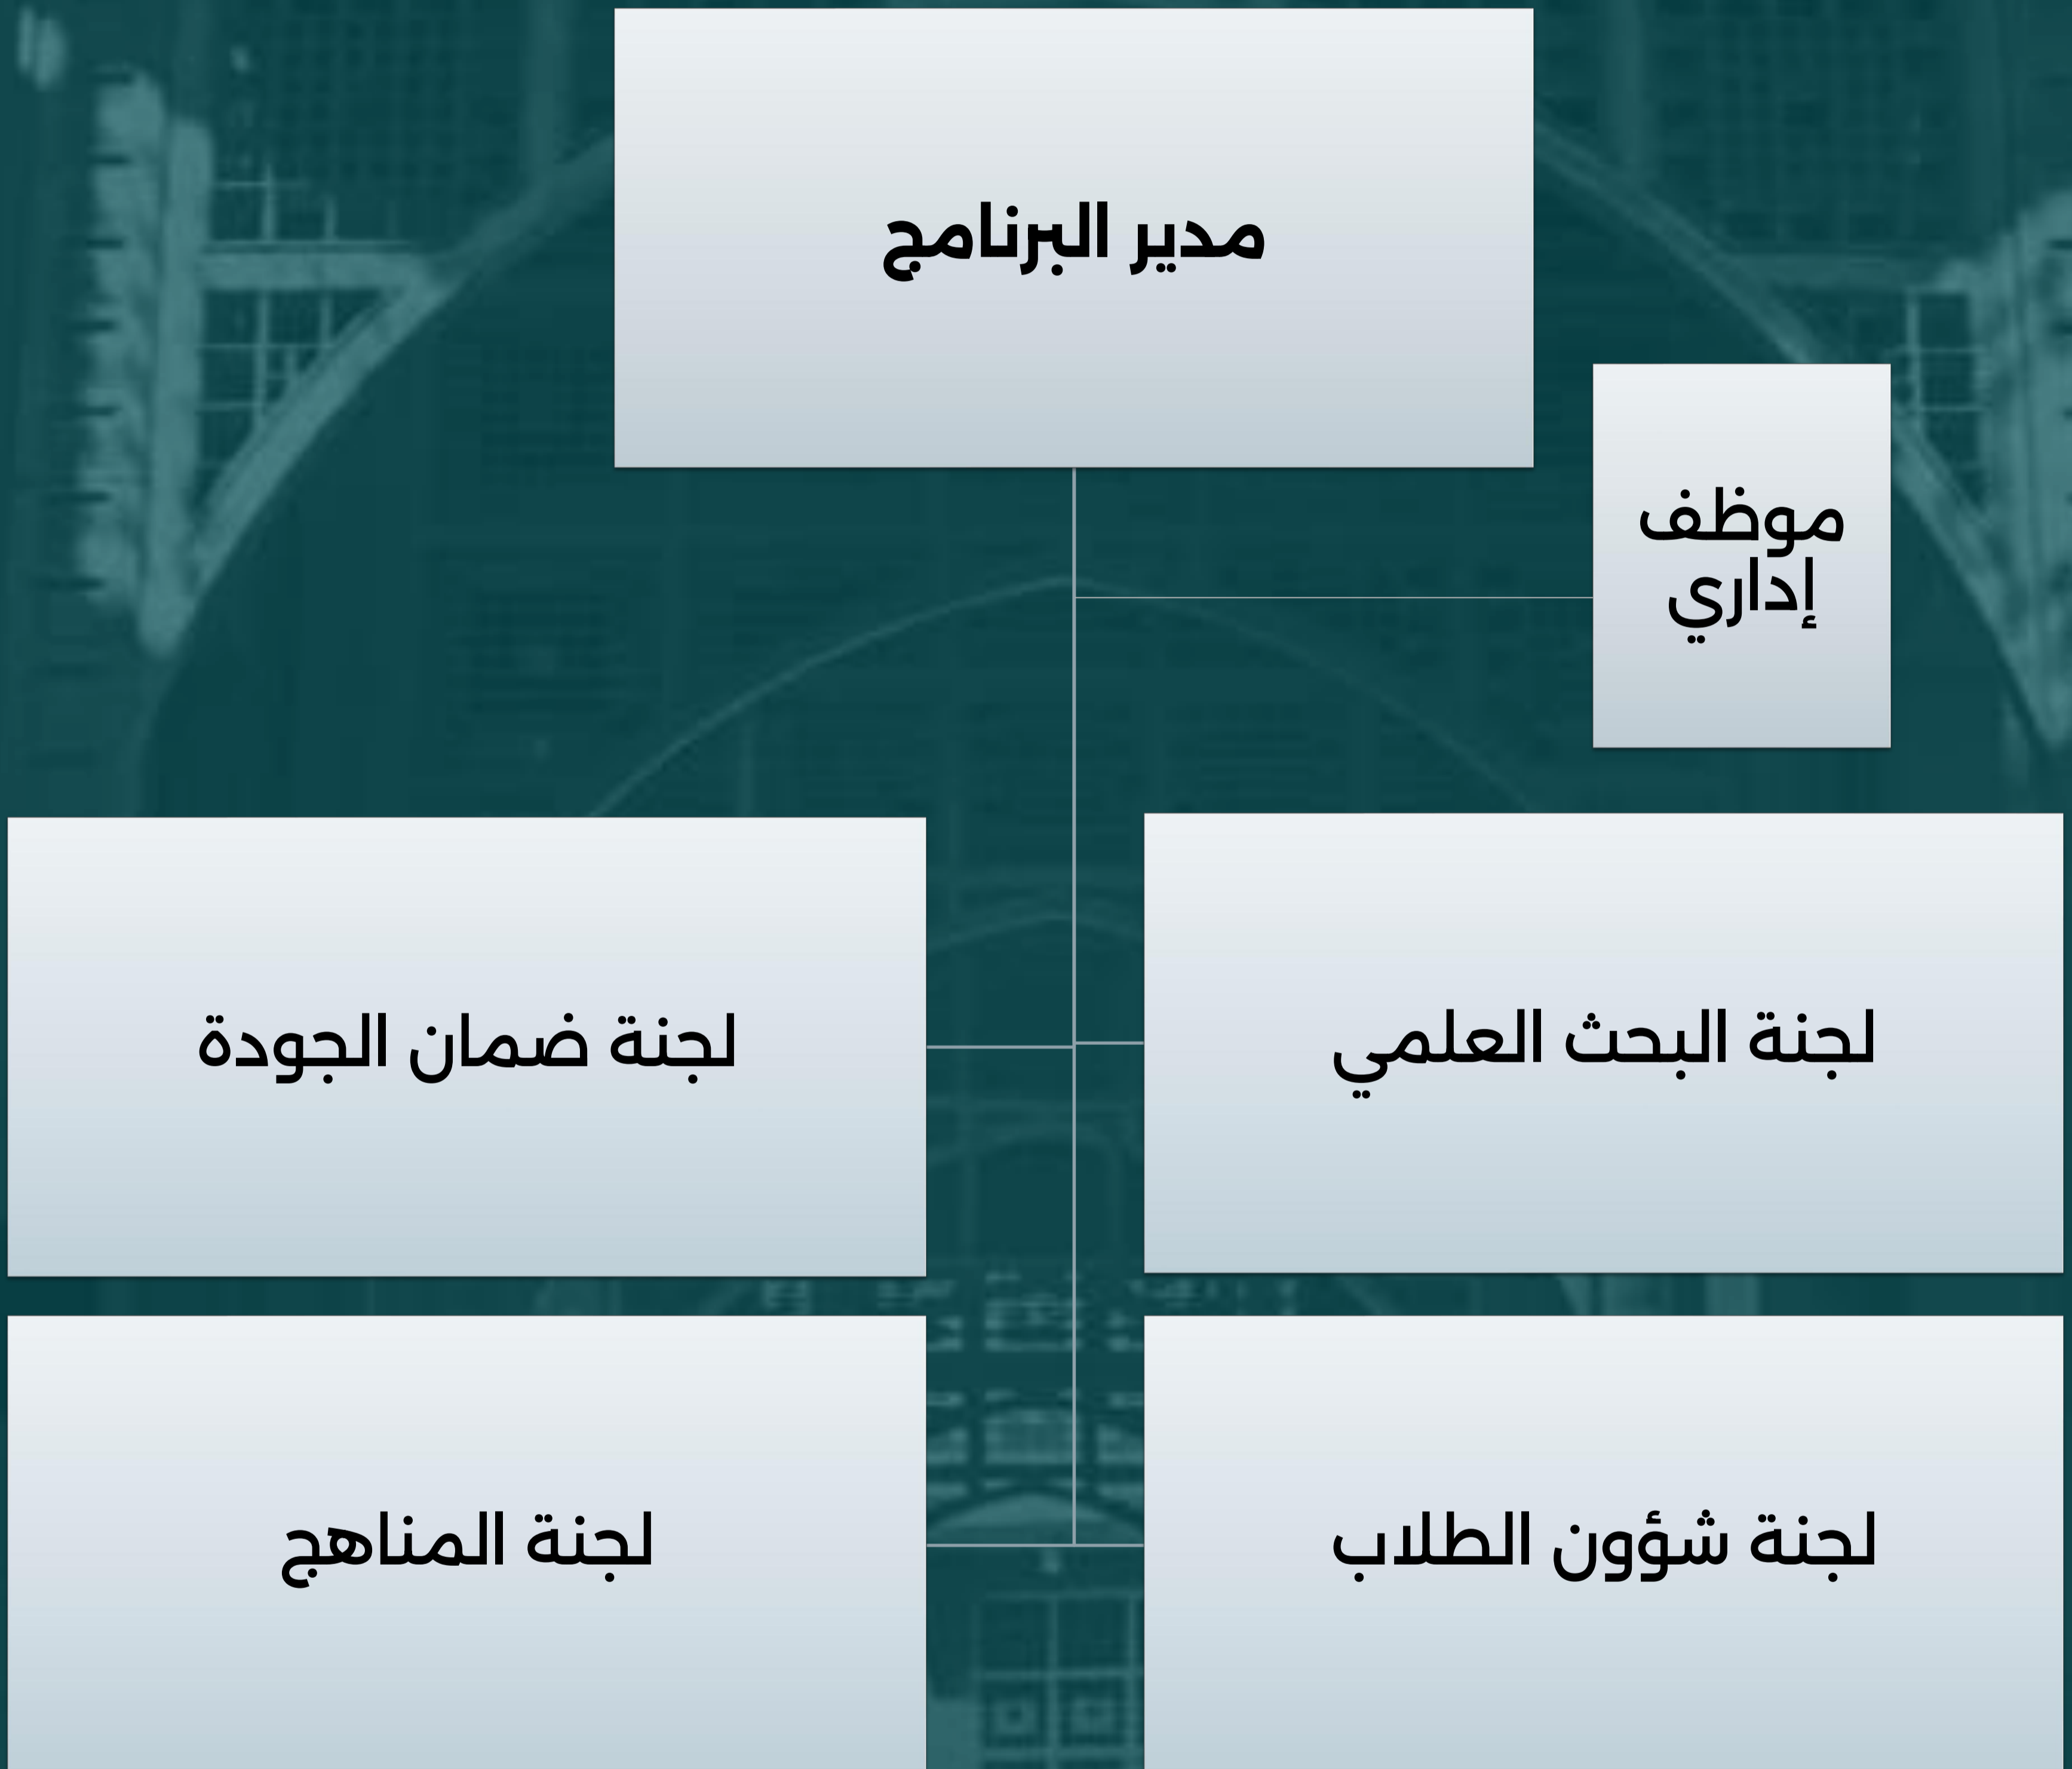 مدير البرنامج
موظف
إداري
لجنة البحث العلمي
لجنة ضمان الجودة
لجنة شؤون الطلاب
لجنة المناهج